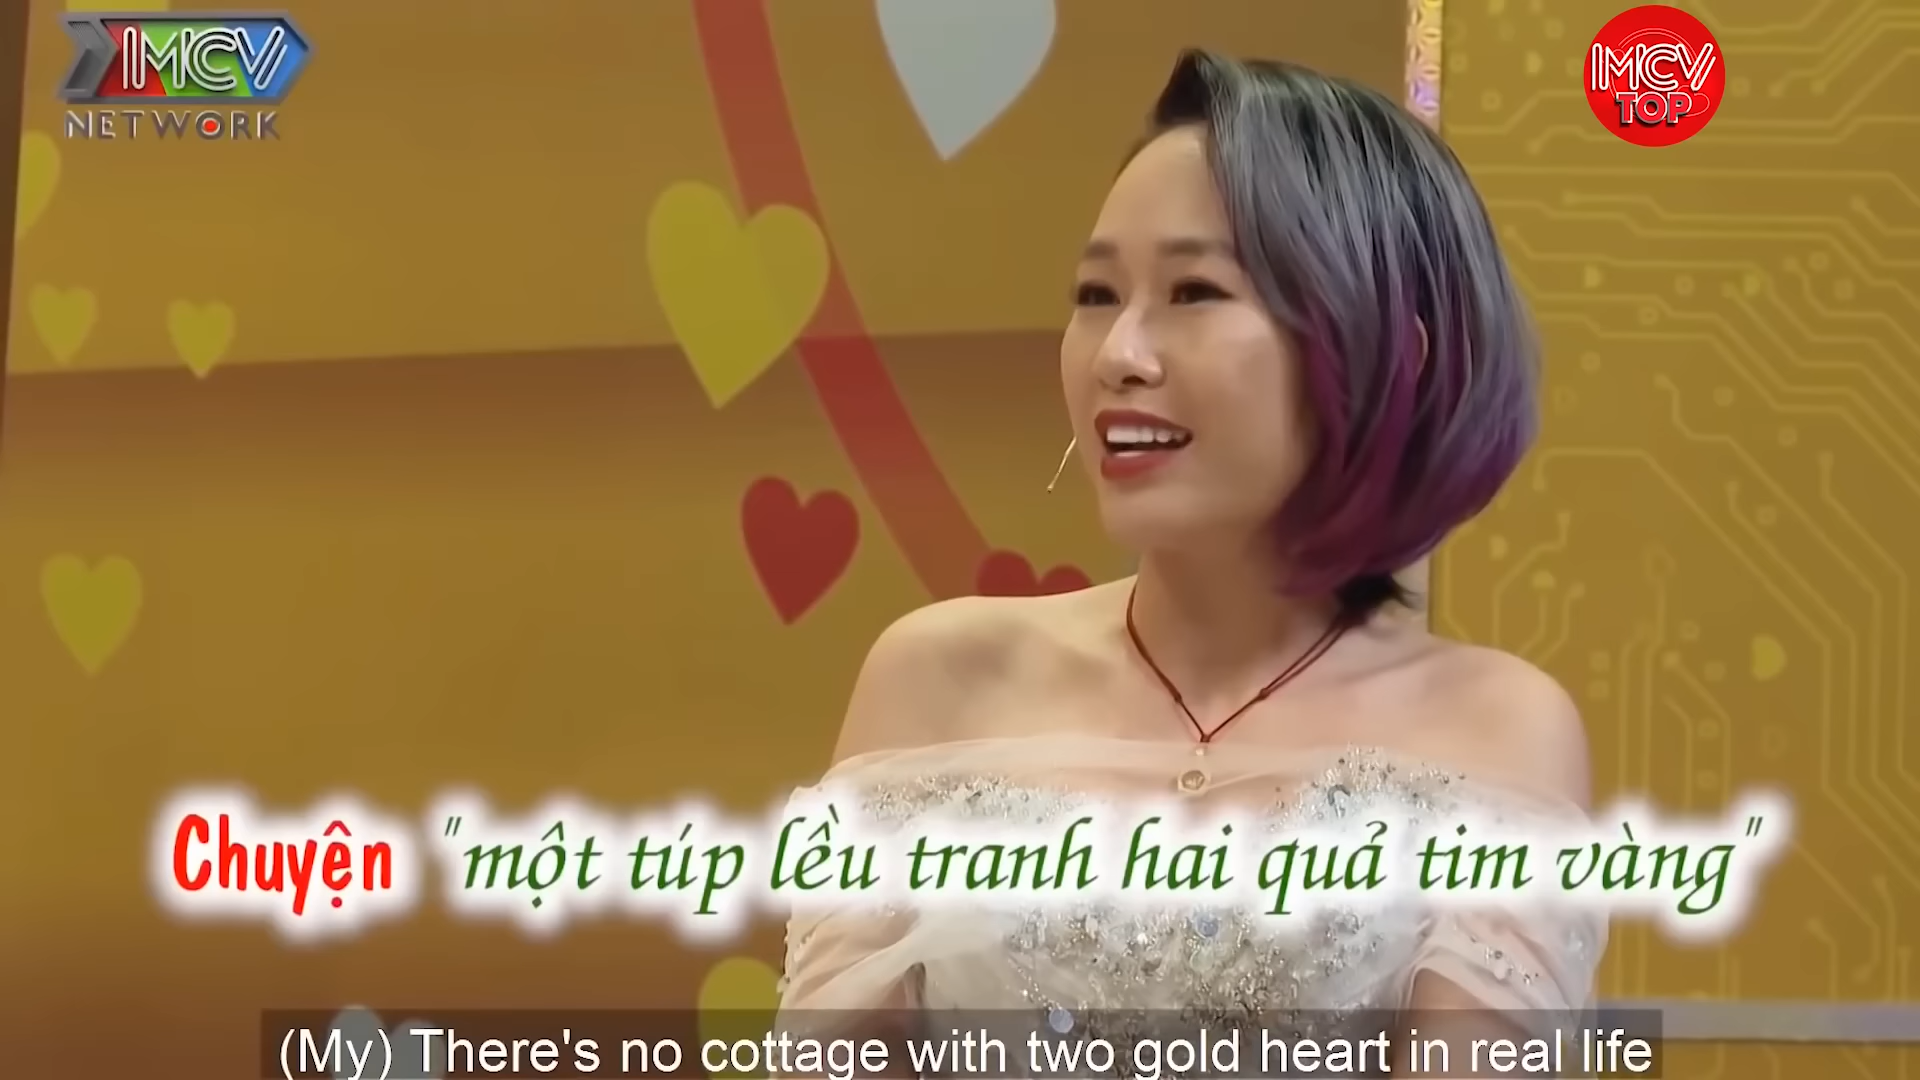 MCV
NETWORK
MCV
TOP
Chuyện "một túp lều tranh hai quả tim vàng"
(My) There's no cottage with two gold heart in real life